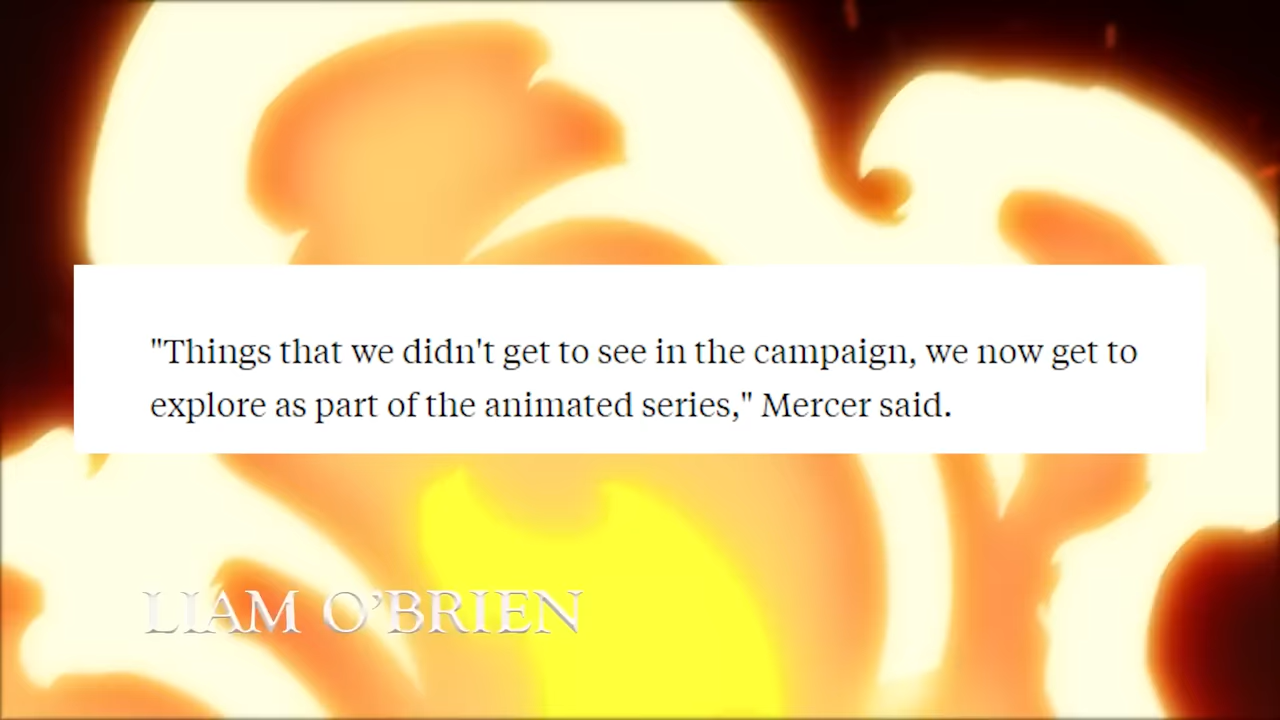 "Things that we didn't get to see in the campaign, we now get to
explore as part of the animated series," Mercer said.
LIAM O’BRIEN